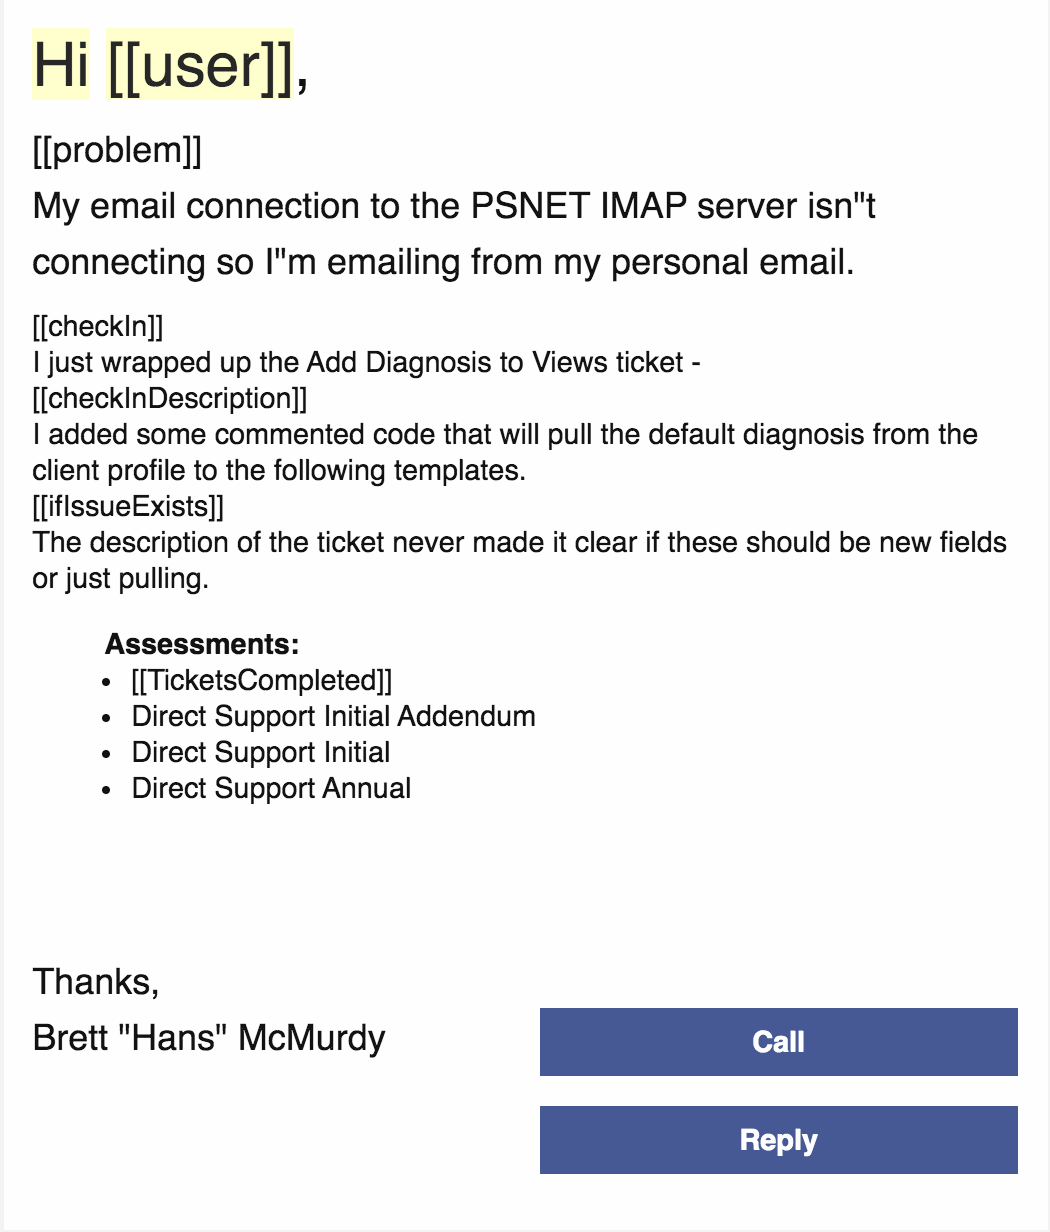 Hi [[user]],
[[problem]]
My email connection to the PSNET IMAP server isn"t
connecting so I"m emailing from my personal email.
[[checkIn]]
I just wrapped up the Add Diagnosis to Views ticket -
[[checkInDescription]]
I added some commented code that will pull the default diagnosis from the
client profile to the following templates.
[[ifIssueExists]]
The description of the ticket never made it clear if these should be new fields
or just pulling.
Assessments:
• [[TicketsCompleted]]
• Direct Support Initial Addendum
• Direct Support Initial
• Direct Support Annual
Thanks,
Brett "Hans" McMurdy
Call
Reply